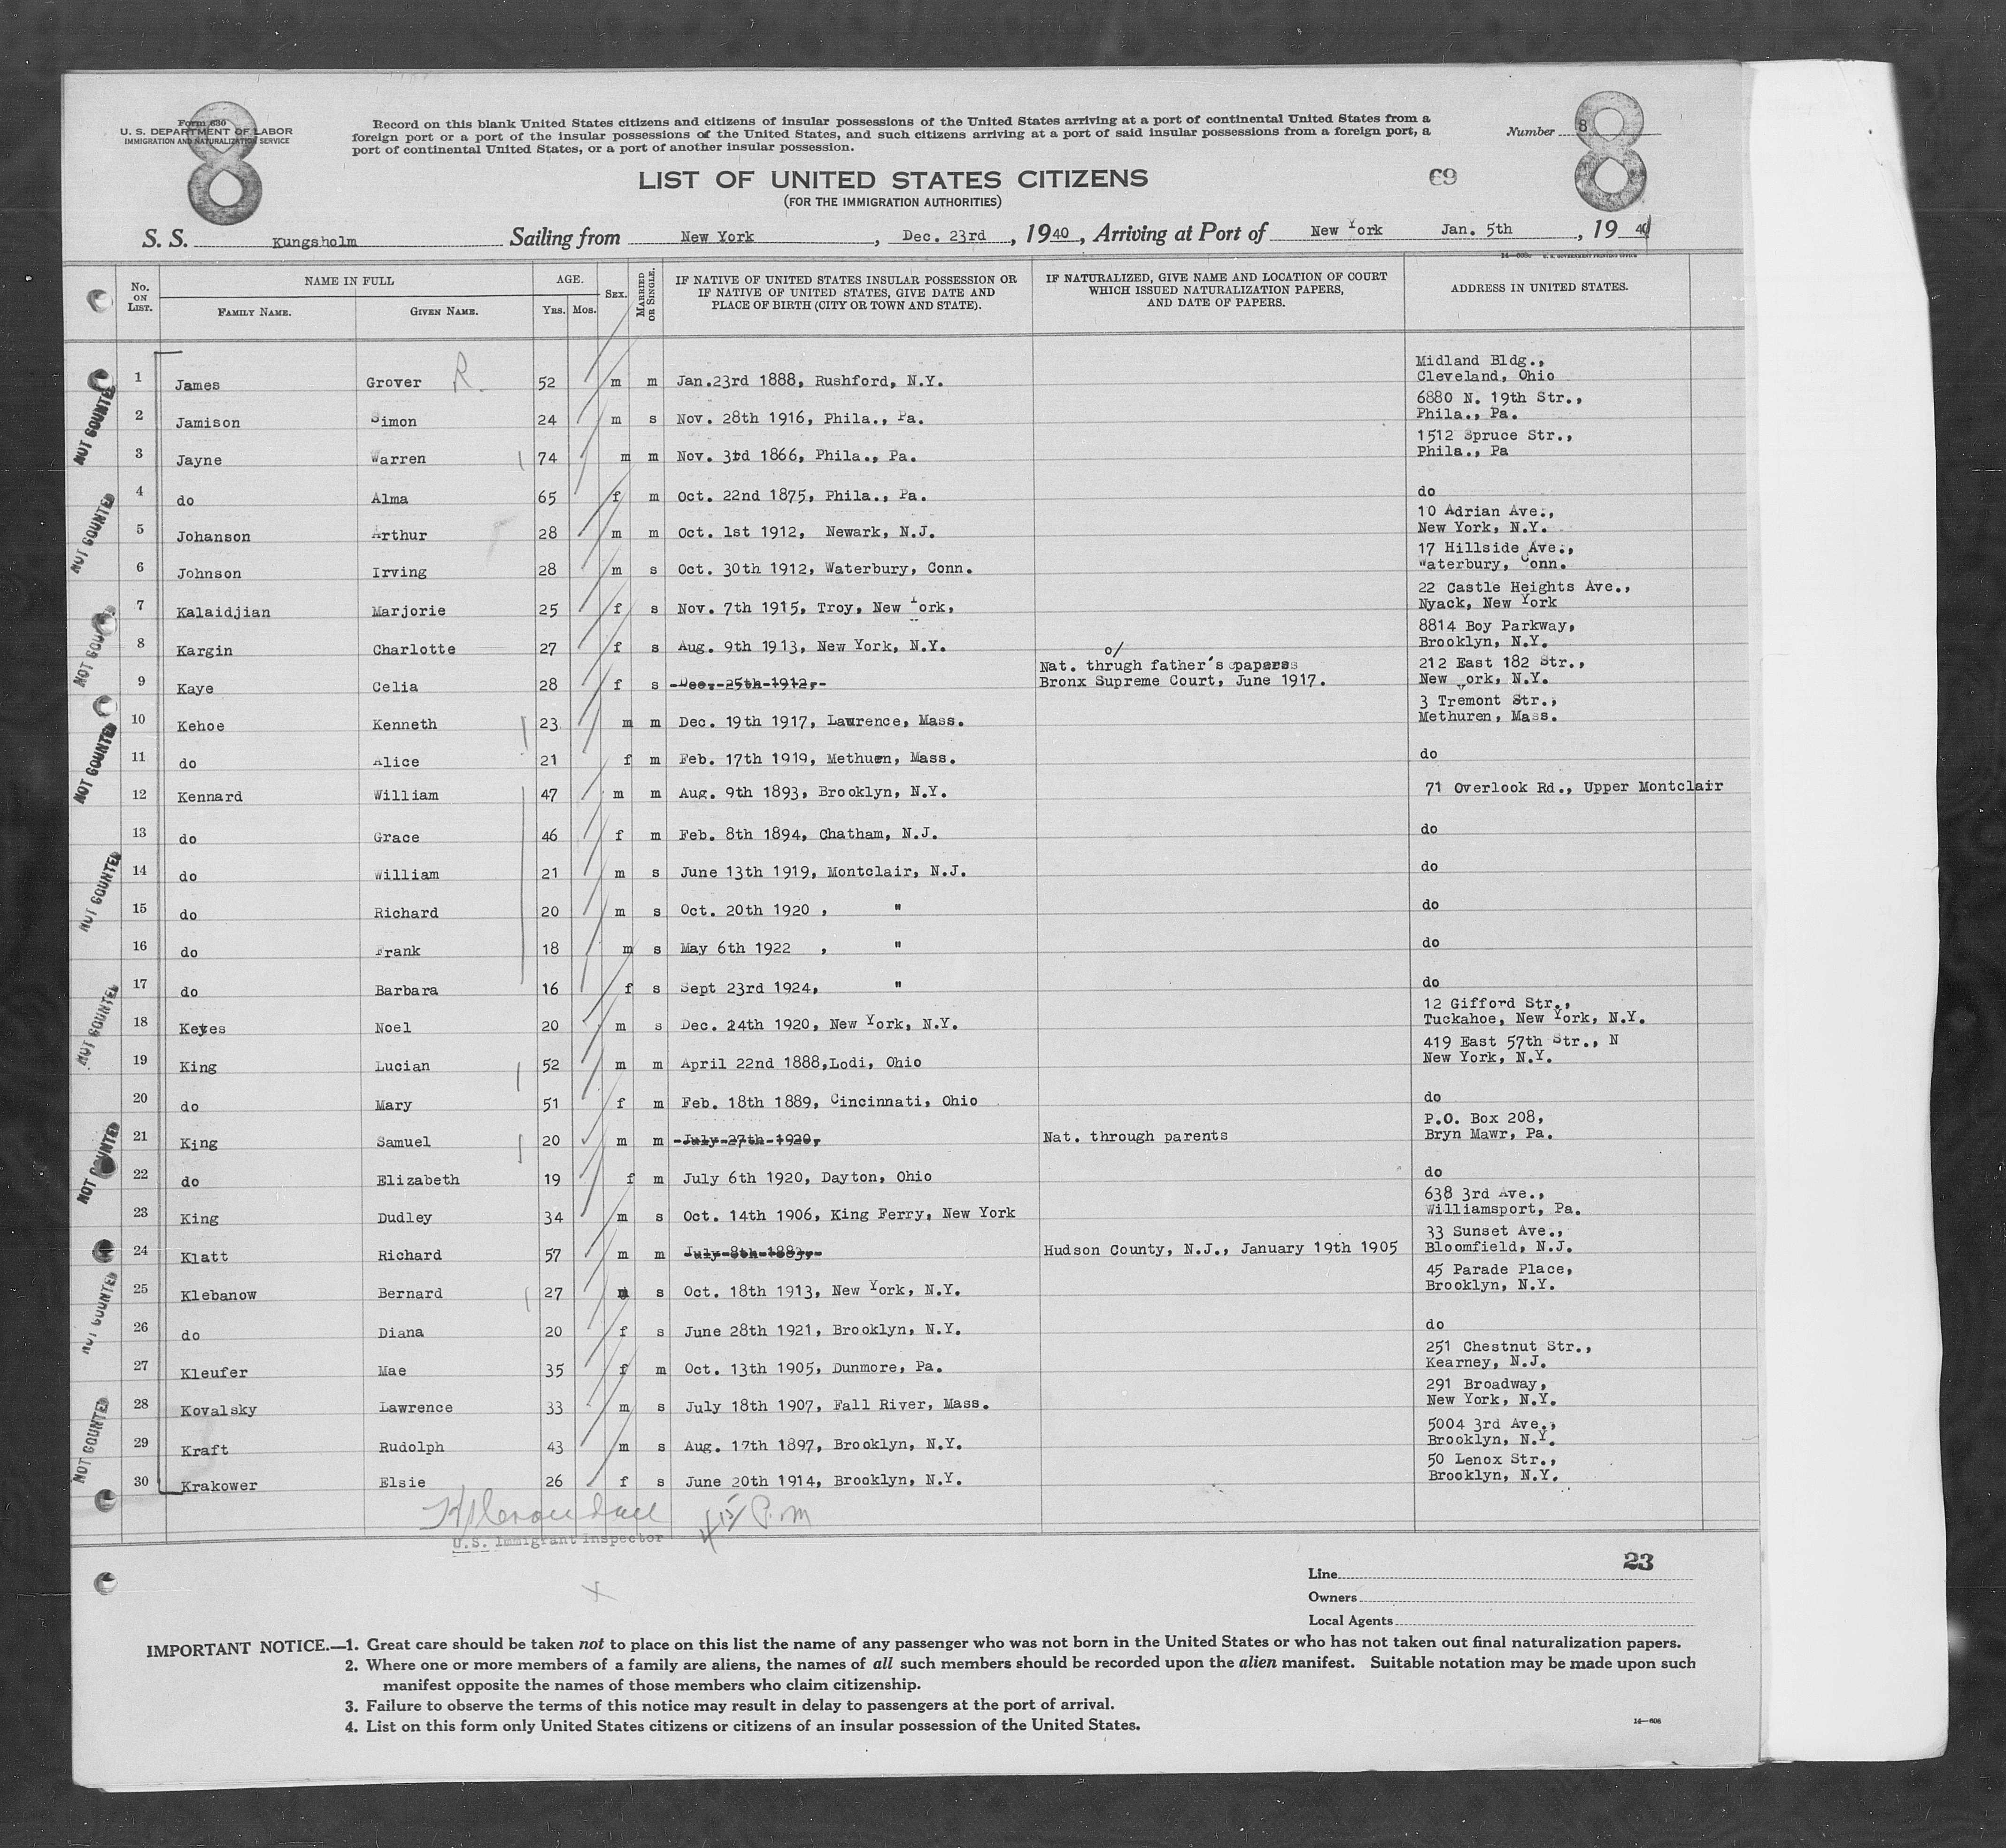 8
8
Form 630
U. S. DEPARTMENT OF LABOR
IMMIGRATION AND NATURALIZATION SERVICE
Record on this blank United States citizens and citizens of insular possessions of the United States arriving at a port of continental United States from a
foreign port or a port of the insular possessions of the United States, and such citizens arriving at a port of said insular possessions from a foreign port, a
port of continental United States, or a port of another insular possession.
Number 8
LIST OF UNITED STATES CITIZENS
69
(FOR THE IMMIGRATION AUTHORITIES)
S. S. Kungsholm Sailing from New York, Dec. 23rd, 1940, Arriving at Port of New York Jan. 5th, 19
U. S. GOVERNMENT PRINTING OFFICE
No. ON LIST. NAME IN FULL FAMILY NAME. GIVEN NAME. AGE. YRS. MOS. SEX. MARRIED OR SINGLE. IF NATIVE OF UNITED STATES INSULAR POSSESSION OR IF NATIVE OF UNITED STATES, GIVE DATE AND PLACE OF BIRTH (CITY OR TOWN AND STATE). IF NATURALIZED, GIVE NAME AND LOCATION OF COURT WHICH ISSUED NATURALIZATION PAPERS, AND DATE OF PAPERS. ADDRESS IN UNITED STATES.
1 James Grover R. 52 m m Jan.23rd 1888, Rushford, N.Y. Midland Bldg., Cleveland, Ohio
2 Jamison Simon 24 m s Nov. 28th 1916, Phila., Pa. 6880 N. 19th Str., Phila., Pa.
3 Jayne Warren 74 m m Nov. 3rd 1866, Phila., Pa. 1512 Spruce Str., Phila., Pa
4 do Alma 65 f m Oct. 22nd 1875, Phila., Pa. do
5 Johanson Arthur 28 m m Oct. 1st 1912, Newark, N.J. 10 Adrian Ave., New York, N.Y.
6 Johnson Irving 28 m s Oct. 30th 1912, Waterbury, Conn. 17 Hillside Ave., Waterbury, Conn.
7 Kalaidjian Marjorie 25 f s Nov. 7th 1915, Troy, New York, 22 Castle Heights Ave., Nyack, New York
8 Kargin Charlotte 27 f s Aug. 9th 1913, New York, N.Y. 8814 Boy Parkway, Brooklyn, N.Y.
9 Kaye Celia 28 f s Dec. 25th 1912, Nat. thrugh father's papers Bronx Supreme Court, June 1917. 212 East 182 Str., New York, N.Y.
10 Kehoe Kenneth 23 m m Dec. 19th 1917, Lawrence, Mass. 3 Tremont Str., Methuren, Mass.
11 do Alice 21 f m Feb. 17th 1919, Methuen, Mass. do
12 Kennard William 47 m m Aug. 9th 1893, Brooklyn, N.Y. 71 Overlook Rd., Upper Montclair
13 do Grace 46 f m Feb. 8th 1894, Chatham, N.J. do
14 do William 21 m s June 13th 1919, Montclair, N.J. do
15 do Richard 20 m s Oct. 20th 1920 , " do
16 do Frank 18 m s May 6th 1922 , " do
17 do Barbara 16 f s Sept 23rd 1924, " do
18 Keyes Noel 20 m s Dec. 24th 1920, New York, N.Y. 12 Gifford Str., Tuckahoe, New York, N.Y.
19 King Lucian 52 m m April 22nd 1888,Lodi, Ohio 419 East 57th Str., N New York, N.Y.
20 do Mary 51 f m Feb. 18th 1889, Cincinnati, Ohio do
21 King Samuel 20 m m July 27th 1920, Nat. through parents P.O. Box 208, Bryn Mawr, Pa.
22 do Elizabeth 19 f m July 6th 1920, Dayton, Ohio do
23 King Dudley 34 m s Oct. 14th 1906, King Ferry, New York 638 3rd Ave., Williamsport, Pa.
24 Klatt Richard 57 m m July 8th 1883, Hudson County, N.J., January 19th 1905 33 Sunset Ave., Bloomfield, N.J.
25 Klebanow Bernard 27 m s Oct. 18th 1913, New York, N.Y. 45 Parade Place, Brooklyn, N.Y.
26 do Diana 20 f s June 28th 1921, Brooklyn, N.Y. do
27 Kleufer Mae 35 f m Oct. 13th 1905, Dunmore, Pa. 251 Chestnut Str., Kearney, N.J.
28 Kovalsky Lawrence 33 m s July 18th 1907, Fall River, Mass. 291 Broadway, New York, N.Y.
29 Kraft Rudolph 43 m s Aug. 17th 1897, Brooklyn, N.Y. 5004 3rd Ave., Brooklyn, N.Y.
30 Krakower Elsie 26 f s June 20th 1914, Brooklyn, N.Y. 50 Lenox Str., Brooklyn, N.Y.
NOT COUNTED
NOT COUNTED
NOT COUNTED
NOT COUNTED
NOT COUNTED
NOT COUNTED
NOT COUNTED
NOT COUNTED
NOT COUNTED
4 15/ P.m
U.S. Immigrant Inspector
23
Line
Owners
Local Agents
IMPORTANT NOTICE.—1. Great care should be taken not to place on this list the name of any passenger who was not born in the United States or who has not taken out final naturalization papers.
2. Where one or more members of a family are aliens, the names of all such members should be recorded upon the alien manifest. Suitable notation may be made upon such
manifest opposite the names of those members who claim citizenship.
3. Failure to observe the terms of this notice may result in delay to passengers at the port of arrival.
4. List on this form only United States citizens or citizens of an insular possession of the United States.
14—608